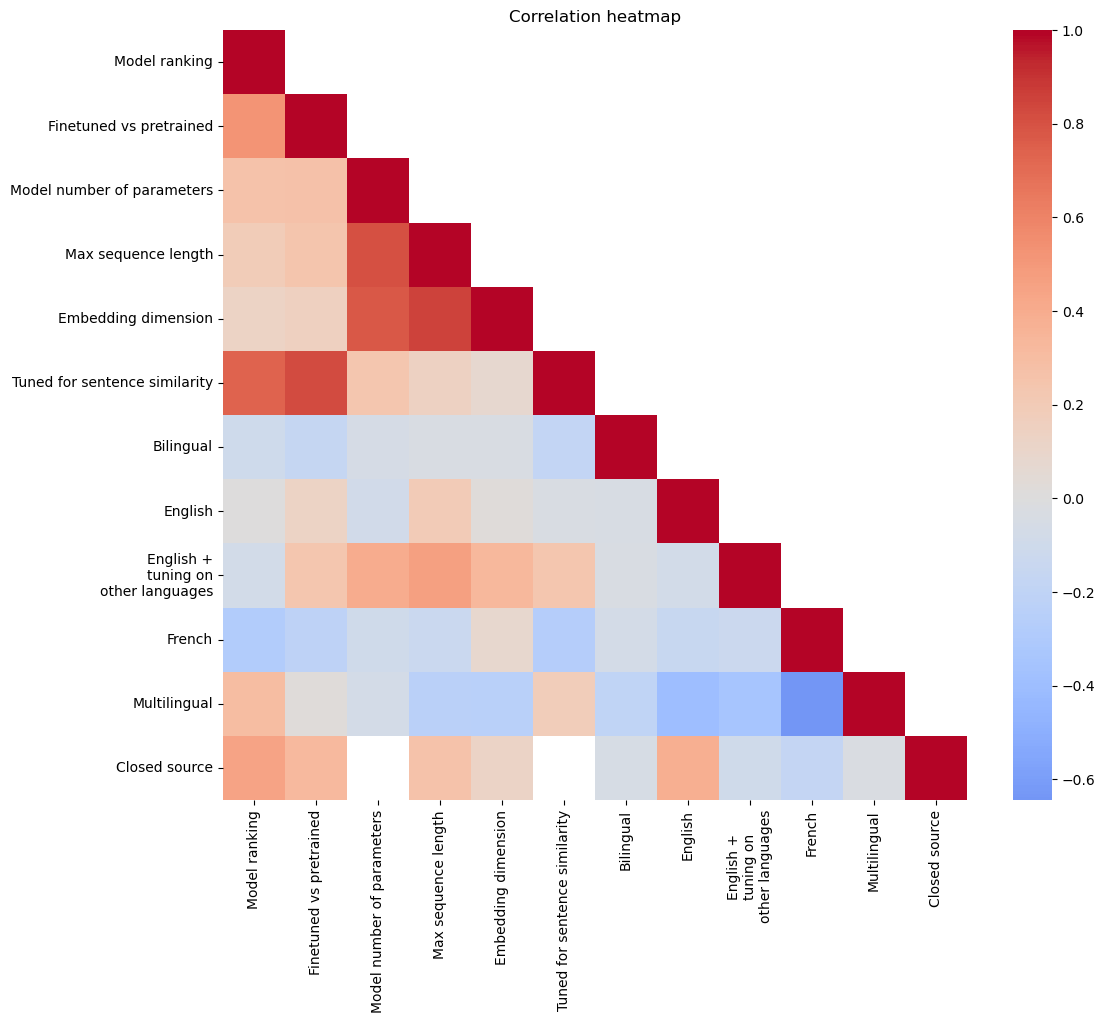 Correlation heatmap
Model ranking
Finetuned vs pretrained
Model number of parameters
Max sequence length
Embedding dimension
Tuned for sentence similarity
Bilingual
English
English +
tuning on
other languages
French
Multilingual
Closed source
Model ranking
Finetuned vs pretrained
Model number of parameters
Max sequence length
Embedding dimension
Tuned for sentence similarity
Bilingual
English
English +
tuning on
other languages
French
Multilingual
Closed source
1.0
0.8
0.6
0.4
0.2
0.0
−0.2
−0.4
−0.6